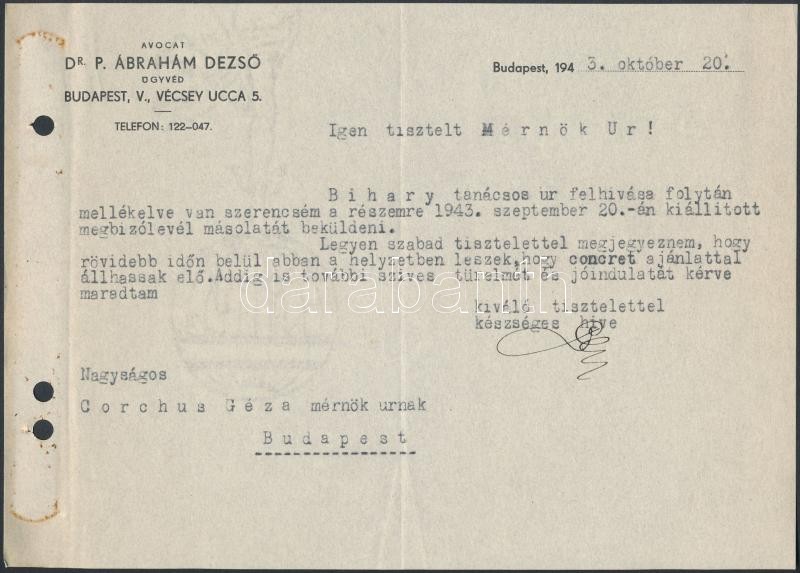 AVOCAT
DR. P. ÁBRAHÁM DEZSŐ
ÜGYVÉD
BUDAPEST, V., VÉCSEY UCCA 5.
TELEFON: 122–047.
Budapest, 194 3. október 20.
Igen tisztelt Mérnök Ur!
Bihary tanácsos ur felhivása folytán
mellékelve van szerencsém a részemre 1943. szeptember 20.-án kiállitott
megbizólevél másolatát beküldeni.
Legyen szabad tisztelettel megjegyeznem, hogy
rövidebb időn belül abban a helyzetben leszek,hogy concret ajánlattal
állhassak elő.Addig is további szives türelmét és jóindulatát kérve
maradtam
kiváló tisztelettel
készséges hive
Nagyságos
Corchus Géza mérnök urnak
Budapest
darabanth